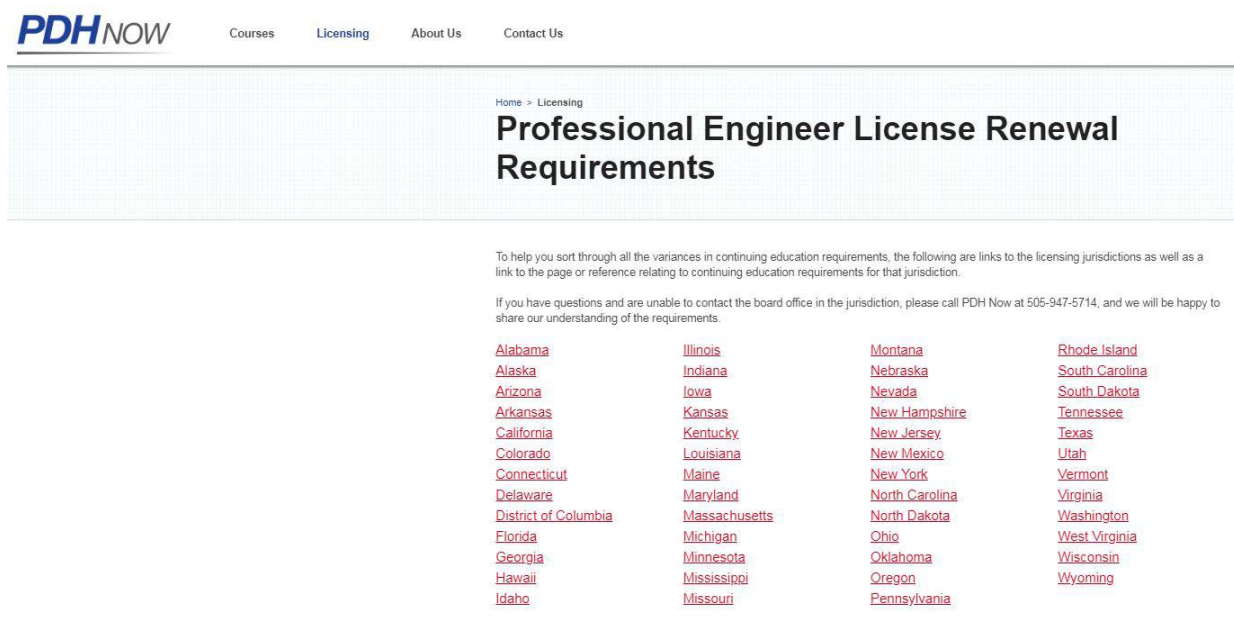 PDH NOW
Courses
Licensing
About Us
Contact Us
Home > Licensing
Professional Engineer License Renewal
Requirements
To help you sort through all the variances in continuing education requirements, the following are links to the licensing jurisdictions as well as a
link to the page or reference relating to continuing education requirements for that jurisdiction.
If you have questions and are unable to contact the board office in the jurisdiction, please call PDH Now at 505-947-5714, and we will be happy to
share our understanding of the requirements.
Alabama
Alaska
Arizona
Arkansas
California
Colorado
Connecticut
Delaware
District of Columbia
Florida
Georgia
Hawaii
Idaho
Illinois
Indiana
Iowa
Kansas
Kentucky
Louisiana
Maine
Maryland
Massachusetts
Michigan
Minnesota
Mississippi
Missouri
Montana
Nebraska
Nevada
New Hampshire
New Jersey
New Mexico
New York
North Carolina
North Dakota
Ohio
Oklahoma
Oregon
Pennsylvania
Rhode Island
South Carolina
South Dakota
Tennessee
Texas
Utah
Vermont
Virginia
Washington
West Virginia
Wisconsin
Wyoming